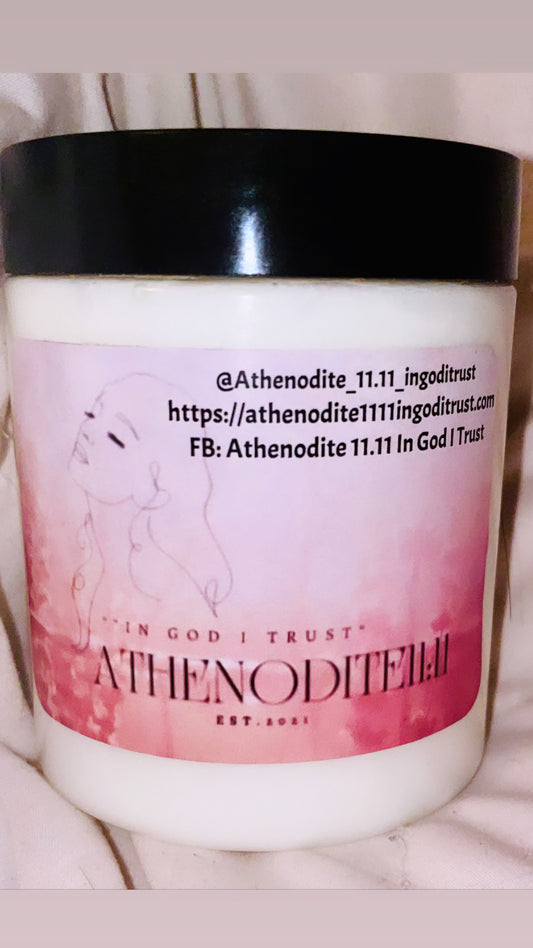 @Athenodite_11.11_ingoditrust
https://athenodite1111ingoditrust.com
FB: Athenodite 11.11 In God I Trust
""IN GOD I TRUST"
ATHENODITE11:11
EST.2021